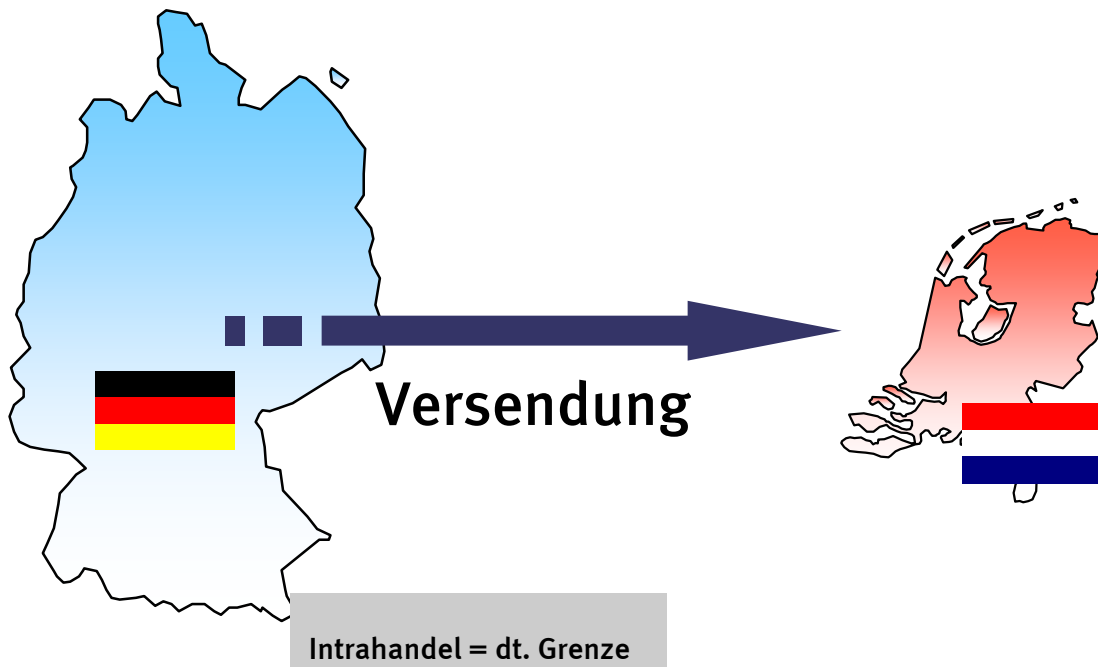 Versendung
Intrahandel = dt. Grenze